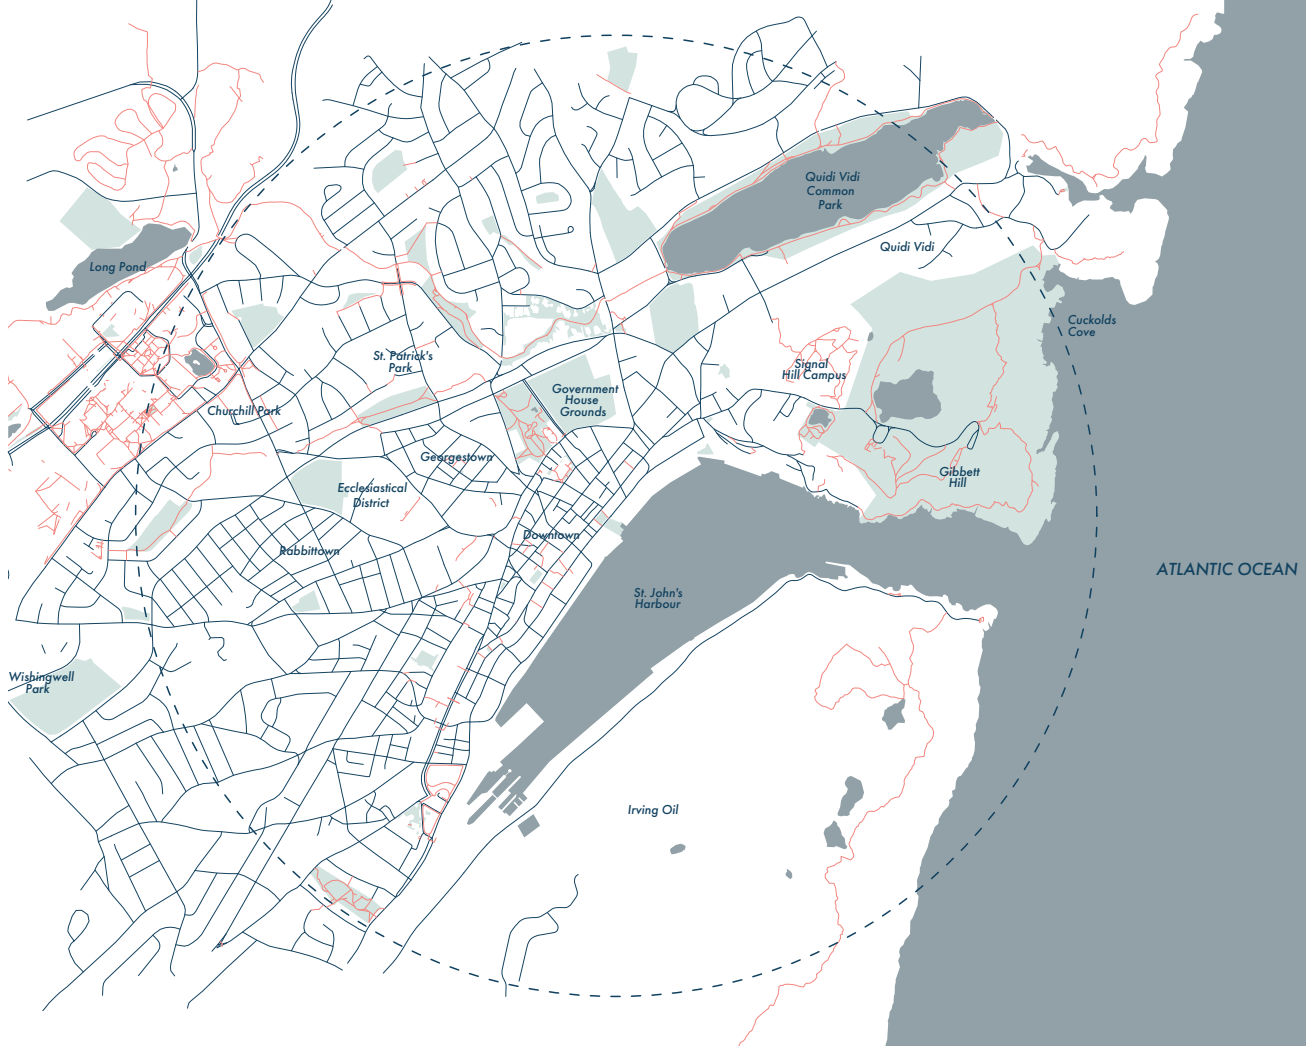 Quidi Vidi
Common
Park
Quidi Vidi
Long Pond
Cuckolds
Cove
St. Patrick's
Park
Signal
Hill Campus
Government
House
Grounds
Churchill Park
Georgestown
Gibbett
Hill
Ecclesiastical
District
Downtown
Rabbittown
ATLANTIC OCEAN
St. John's
Harbour
Wishingwell
Park
Irving Oil